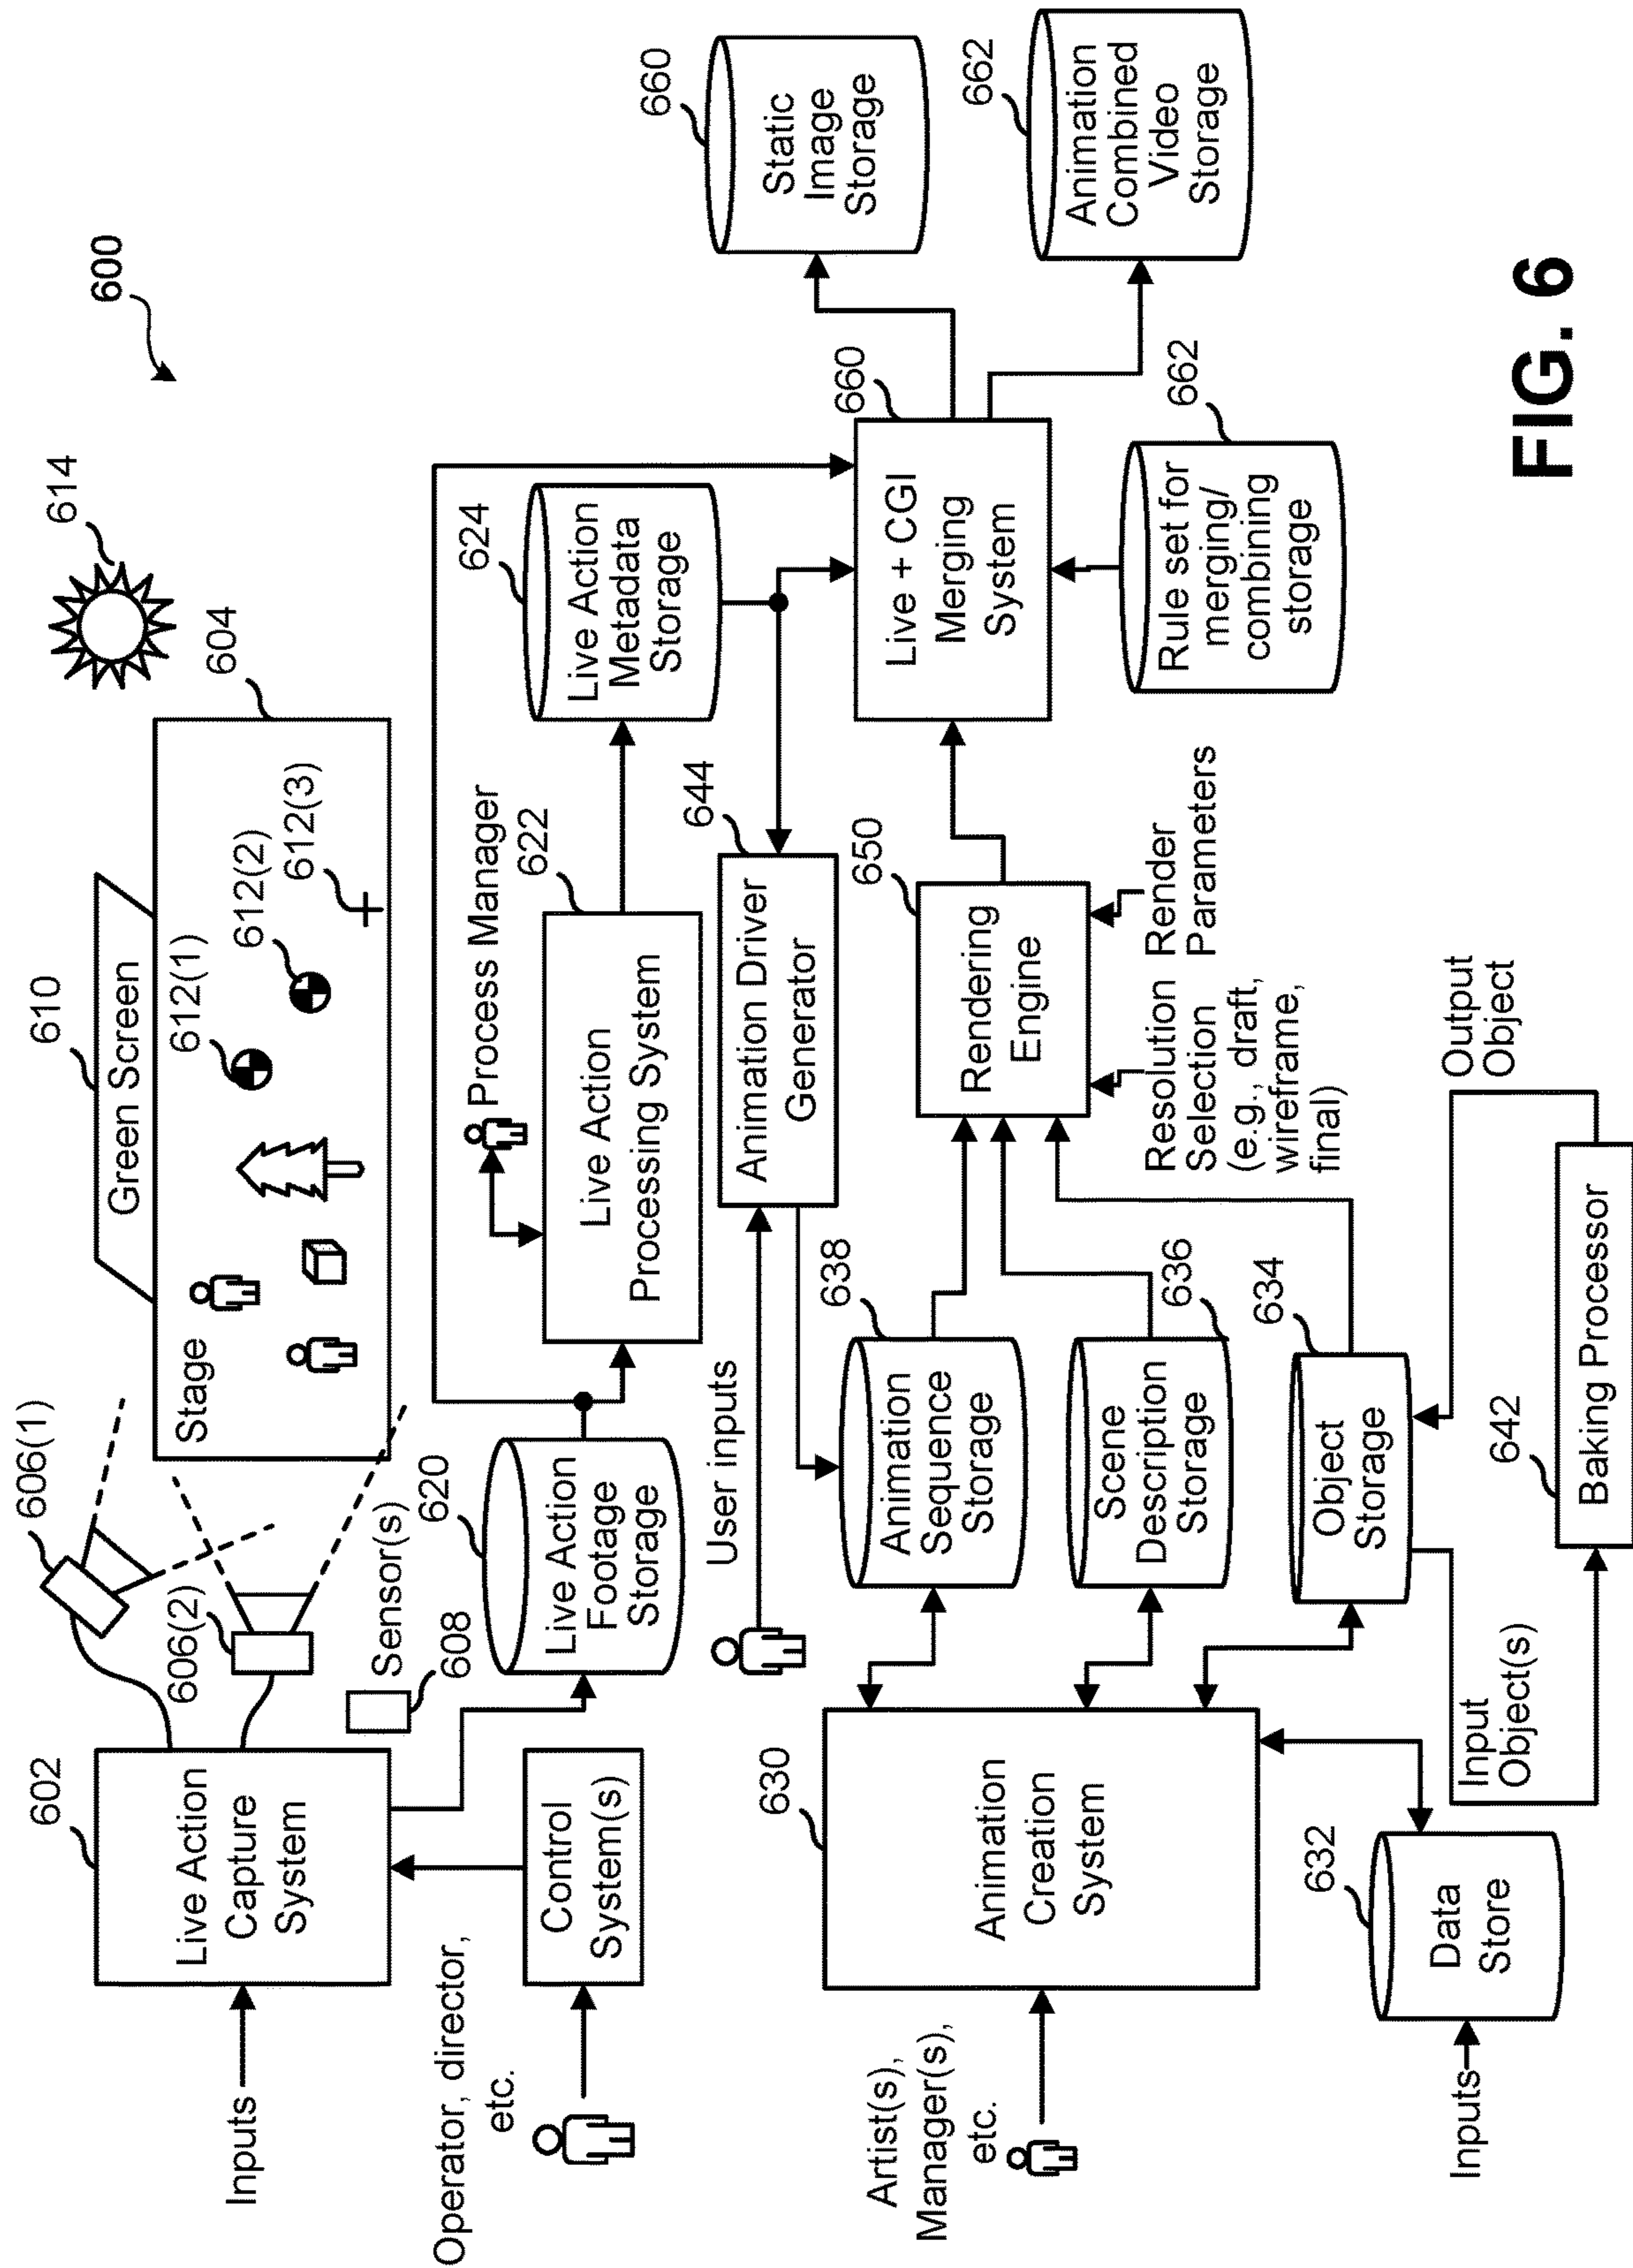 600
610
Green Screen
614
604
606(1)
Stage
612(1)
612(2)
612(3)
602
Live Action
Capture
System
Inputs
606(2)
Sensor(s)
608
Operator, director,
etc.
Control
System(s)
620
Live Action
Footage
Storage
Process Manager
622
Live Action
Processing System
624
Live Action
Metadata
Storage
User inputs
644
Animation Driver
Generator
660
Static
Image
Storage
662
Animation
Combined
Video
Storage
660
Live + CGI
Merging
System
662
Rule set for
merging/
combining
storage
650
Rendering
Engine
Resolution
Selection
(e.g., draft,
wireframe,
final)
Render
Parameters
638
Animation
Sequence
Storage
636
Scene
Description
Storage
634
Object
Storage
630
Animation
Creation
System
Artist(s),
Manager(s),
etc.
632
Data
Store
Inputs
Input
Object(s)
Output
Object
642
Baking Processor
FIG. 6